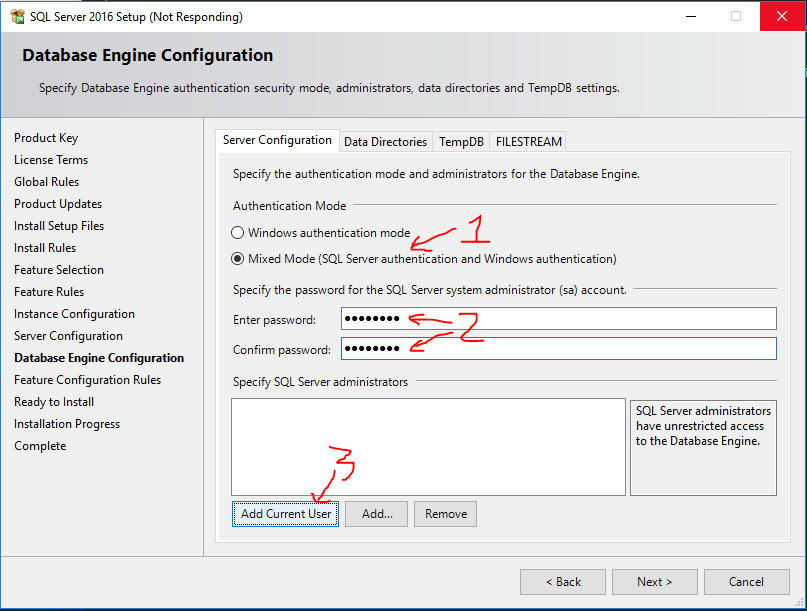 SQL Server 2016 Setup (Not Responding)
Database Engine Configuration
Specify Database Engine authentication security mode, administrators, data directories and TempDB settings.
Product Key
License Terms
Global Rules
Product Updates
Install Setup Files
Install Rules
Feature Selection
Feature Rules
Instance Configuration
Server Configuration
Database Engine Configuration
Feature Configuration Rules
Ready to Install
Installation Progress
Complete
Server Configuration Data Directories TempDB FILESTREAM
Specify the authentication mode and administrators for the Database Engine.
Authentication Mode
Windows authentication mode
1
Mixed Mode (SQL Server authentication and Windows authentication)
Specify the password for the SQL Server system administrator (sa) account.
Enter password: ●●●●●●●●
2
Confirm password: ●●●●●●●●
Specify SQL Server administrators
SQL Server administrators
have unrestricted access
to the Database Engine.
3
Add Current User Add... Remove
< Back Next > Cancel